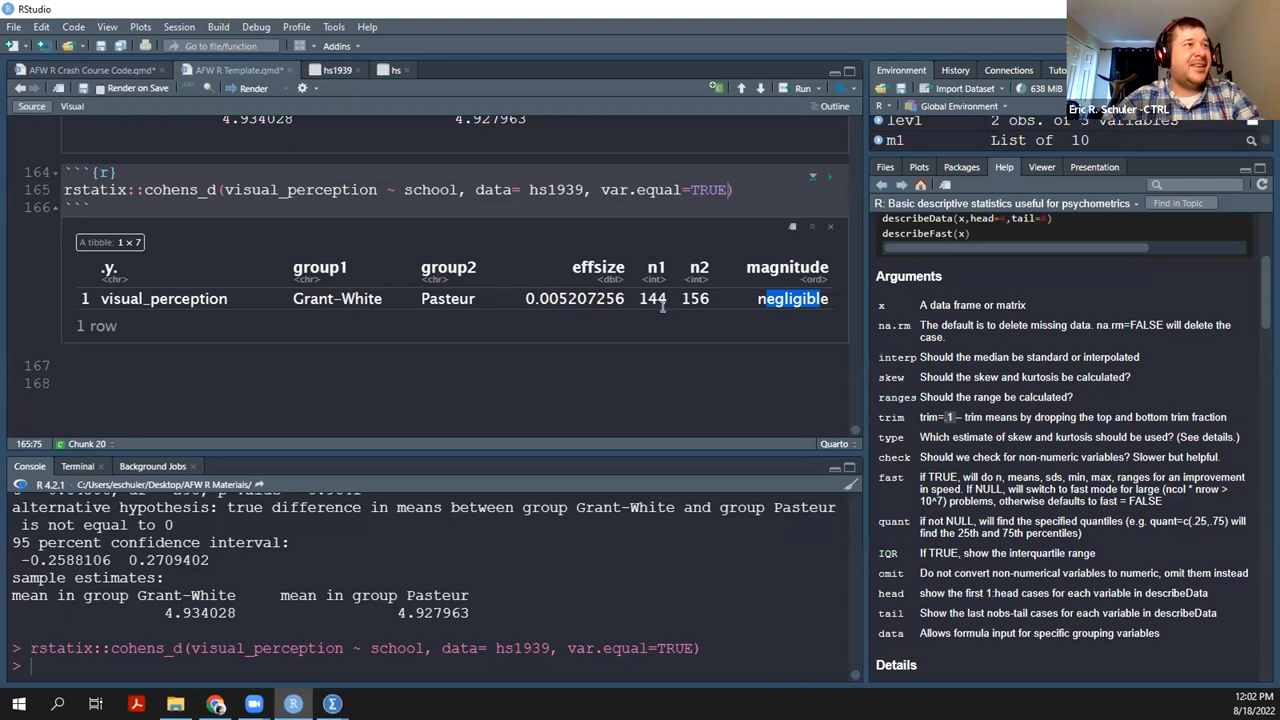 RStudio
File Edit Code View Plots Session Build Debug Profile Tools Help
Go to file/function Addins
AFW R Crash Course Code.qmd* AFW R Template.qmd* hs1939 hs
Render on Save Render Run
Source Visual Outline
4.934028 4.927963
164 ```{r}
165 rstatix::cohens_d(visual_perception ~ school, data= hs1939, var.equal=TRUE)
166 ```
A tibble: 1 × 7
.y. group1 group2 effsize n1 n2 magnitude
<chr> <chr> <chr> <dbl> <int> <int> <ord>
1 visual_perception Grant-White Pasteur 0.005207256 144 156 negligible
1 row
167
168
165:75 Chunk 20 Quarto
Console Terminal Background Jobs
R 4.2.1 · C:/Users/eschuler/Desktop/AFW R Materials/
alternative hypothesis: true difference in means between group Grant-White and group Pasteur
is not equal to 0
95 percent confidence interval:
-0.2588106 0.2709402
sample estimates:
mean in group Grant-White mean in group Pasteur
4.934028 4.927963
> rstatix::cohens_d(visual_perception ~ school, data= hs1939, var.equal=TRUE)
>
Environment History Connections Tuto
Import Dataset 638 MiB
R Global Environment
Eric R. Schuler -CTRL
lev1 2 obs. of 3 variables
m1 List of 10
Files Plots Packages Help Viewer Presentation
R: Basic descriptive statistics useful for psychometrics Find in Topic
describeData(x,head=4,tail=4)
describeFast(x)
Arguments
x A data frame or matrix
na.rm The default is to delete missing data. na.rm=FALSE will delete the
case.
interp Should the median be standard or interpolated
skew Should the skew and kurtosis be calculated?
ranges Should the range be calculated?
trim trim=.1 – trim means by dropping the top and bottom trim fraction
type Which estimate of skew and kurtosis should be used? (See details.)
check Should we check for non-numeric variables? Slower but helpful.
fast if TRUE, will do n, means, sds, min, max, ranges for an improvement
in speed. If NULL, will switch to fast mode for large (ncol * nrow >
10^7) problems, otherwise defaults to fast = FALSE
quant if not NULL, will find the specified quantiles (e.g. quant=c(.25,.75) will
find the 25th and 75th percentiles)
IQR If TRUE, show the interquartile range
omit Do not convert non-numerical variables to numeric, omit them instead
head show the first 1:head cases for each variable in describeData
tail Show the last nobs-tail cases for each variable in describeData
data Allows formula input for specific grouping variables
Details
12:02 PM
8/18/2022